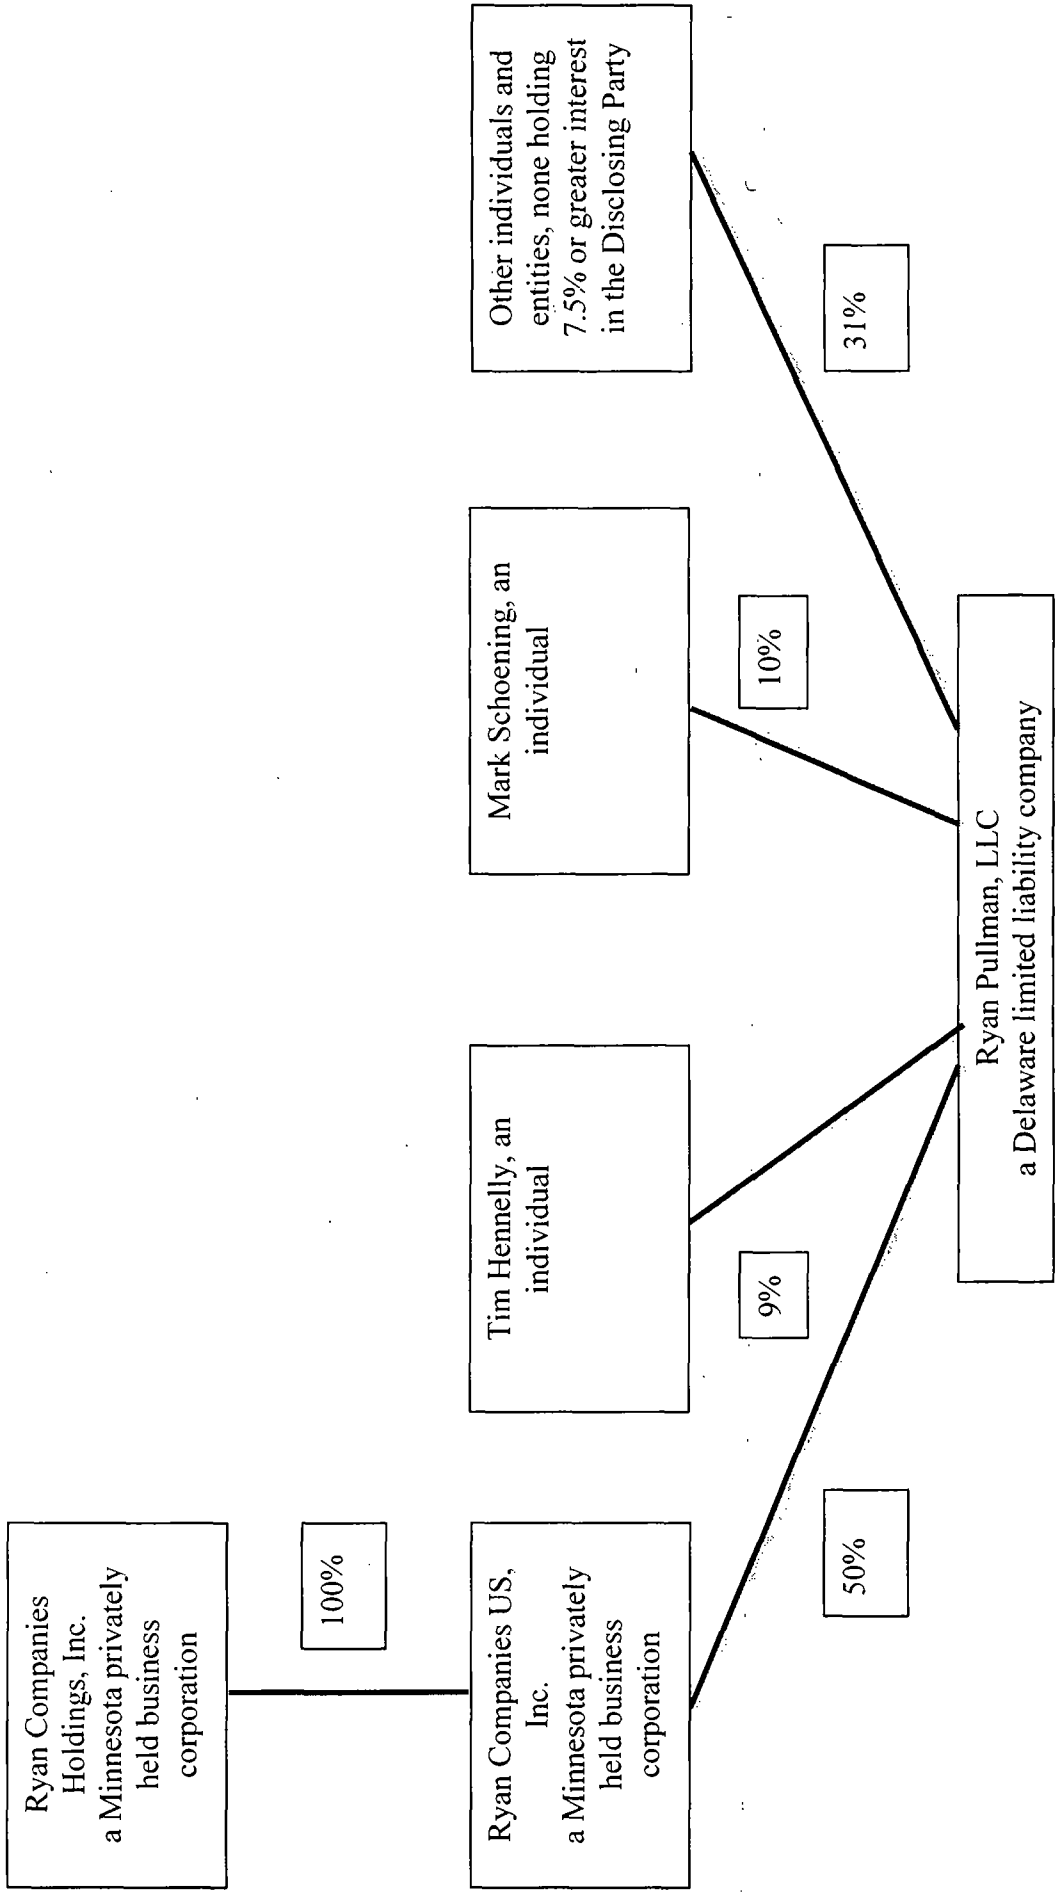 Ryan Companies
Holdings, Inc.
a Minnesota privately
held business
corporation
100%
Ryan Companies US,
Inc.
a Minnesota privately
held business
corporation
Tim Hennelly, an
individual
Mark Schoening, an
individual
Other individuals and
entities, none holding
7.5% or greater interest
in the Disclosing Party
50%
9%
10%
31%
Ryan Pullman, LLC
a Delaware limited liability company